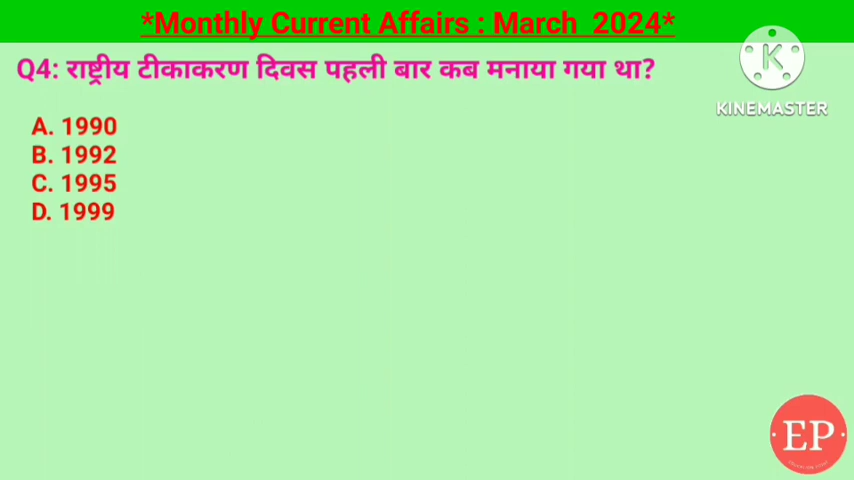 *Monthly Current Affairs : March 2024*
Q4: राष्ट्रीय टीकाकरण दिवस पहली बार कब मनाया गया था?
K
KINEMASTER
A. 1990
B. 1992
C. 1995
D. 1999
EP